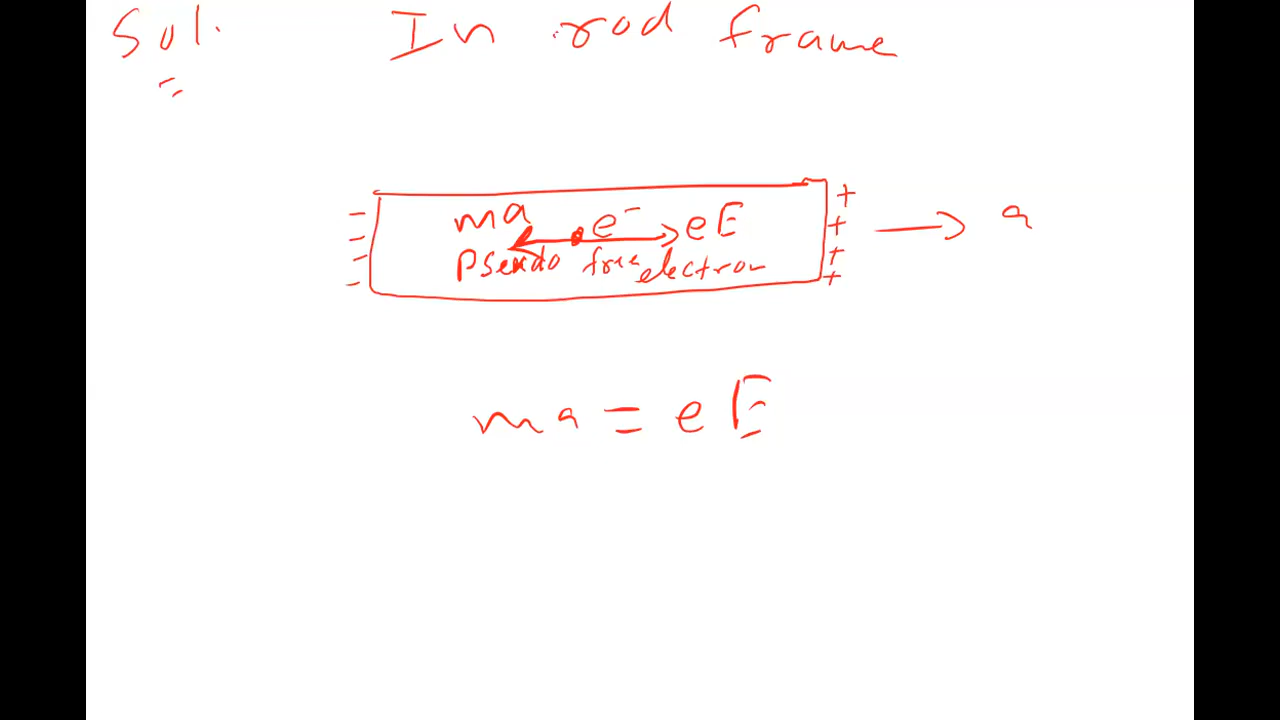 Sol.
In rod frame
ma e⁻ eE
pseudo free electron
- - - -
+ + + +
a
ma = eE